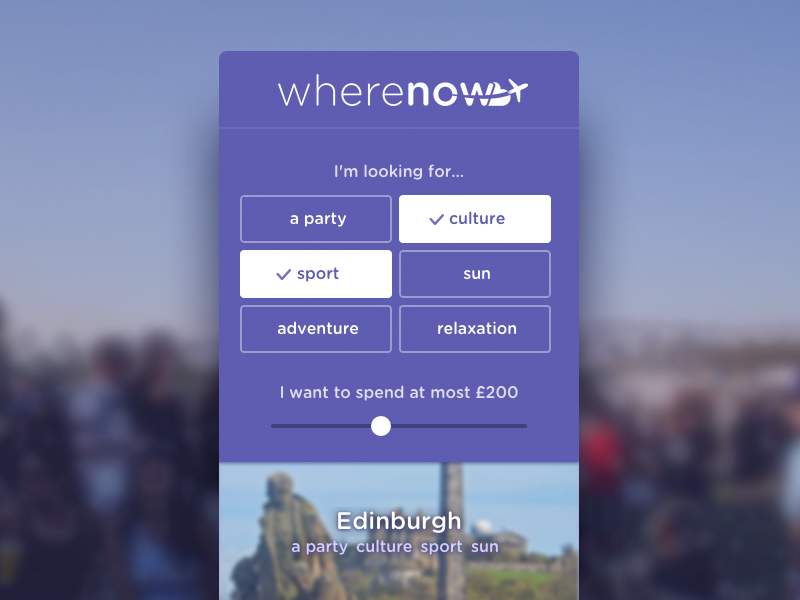 wherenow
I'm looking for...
a party
culture
sport
sun
adventure
relaxation
I want to spend at most £200
Edinburgh
a party culture sport sun